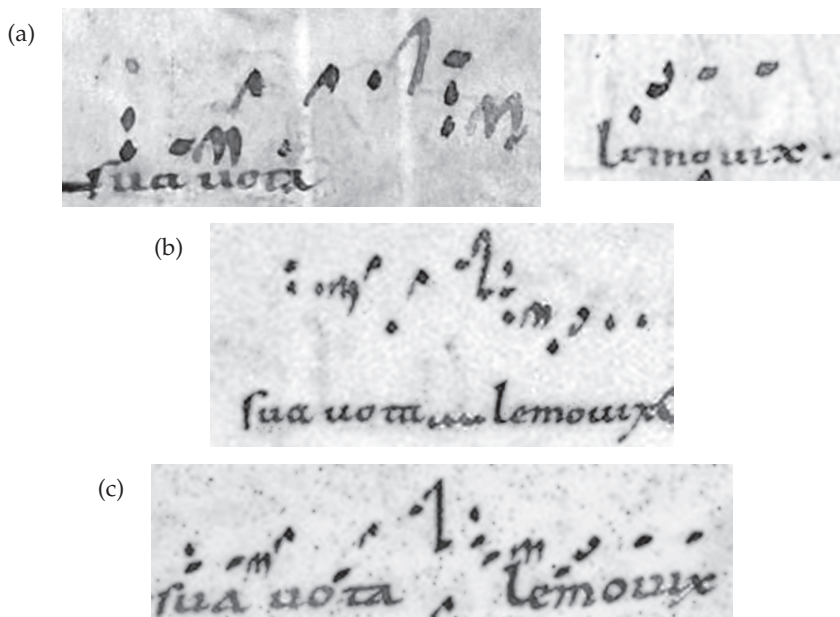 (a)
sua uota
lemouix.
(b)
sua uota lemouix
(c)
sua uota lemouix